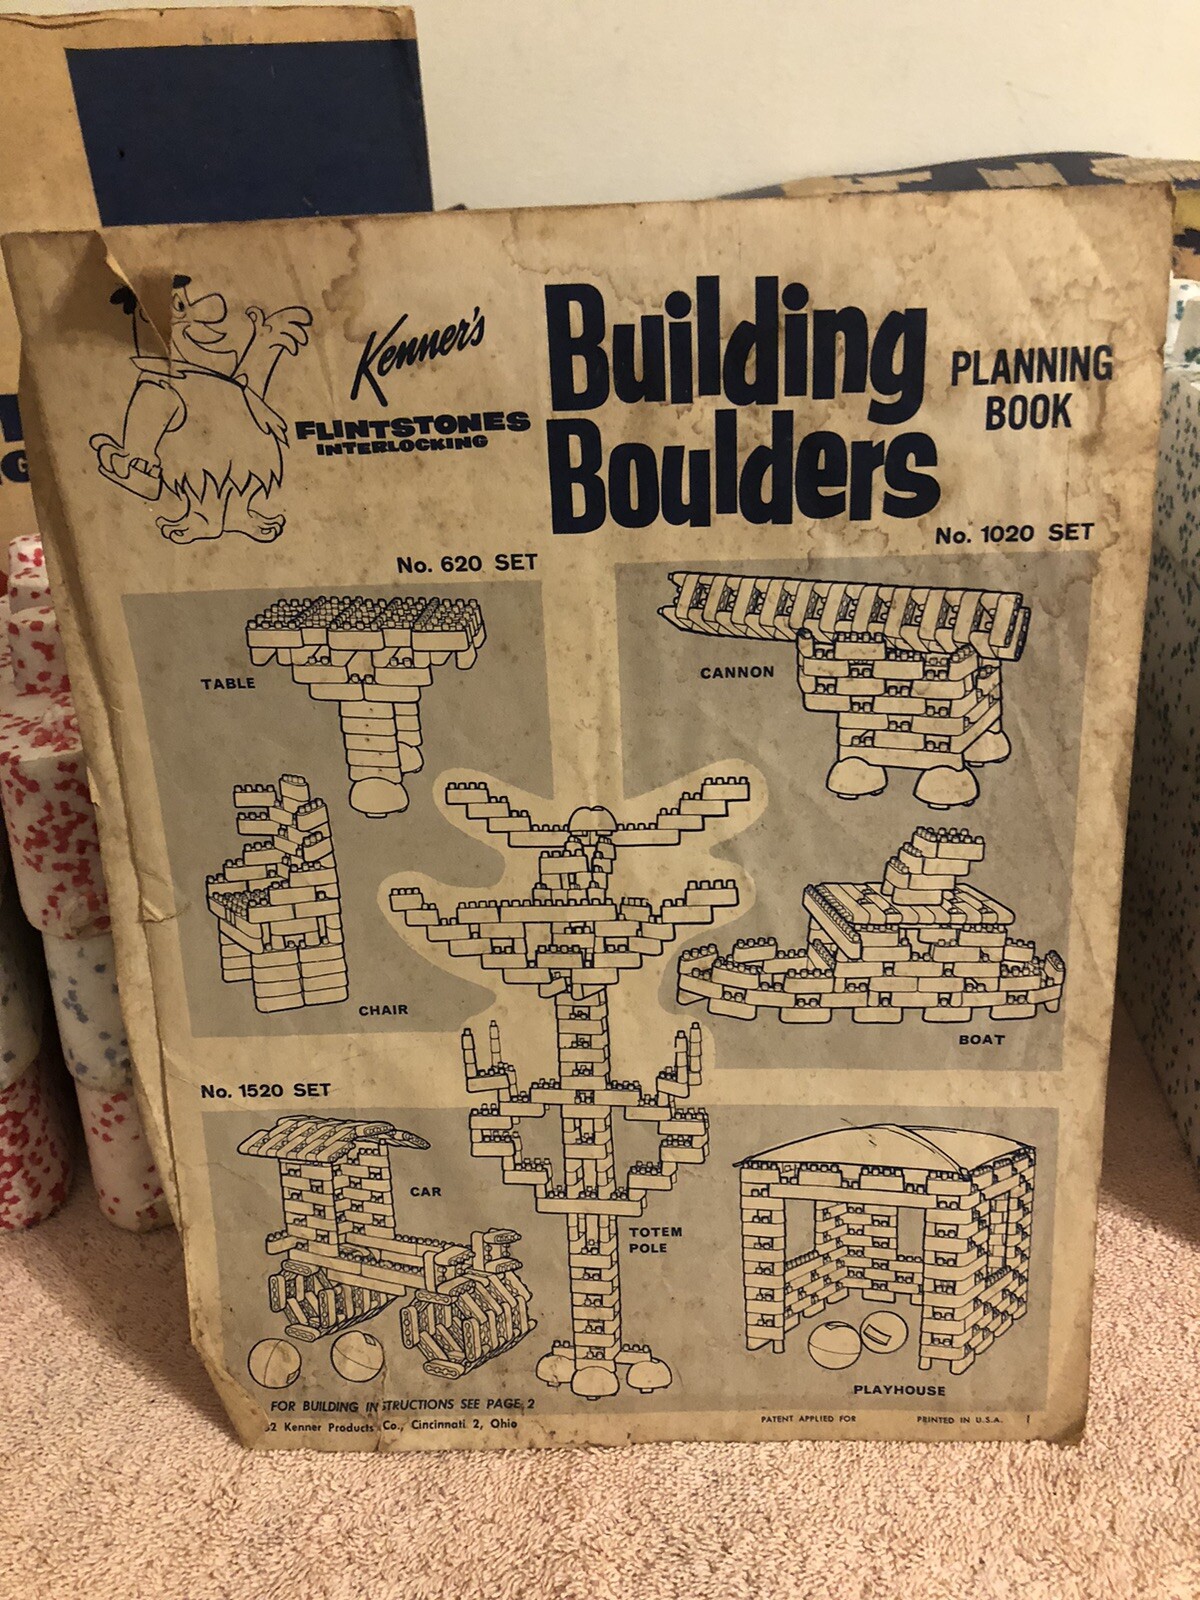 Kenner's
FLINTSTONES
INTERLOCKING
Building
Boulders
PLANNING
BOOK
No. 620 SET
No. 1020 SET
TABLE
CANNON
CHAIR
BOAT
No. 1520 SET
CAR
TOTEM
POLE
PLAYHOUSE
FOR BUILDING INSTRUCTIONS SEE PAGE 2
52 Kenner Products Co., Cincinnati 2, Ohio
PATENT APPLIED FOR
PRINTED IN U.S.A.